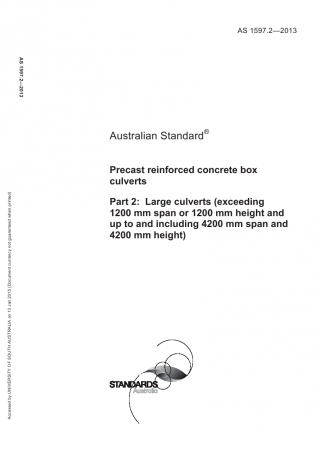 AS 1597.2—2013
AS 1597.2—2013
Australian Standard®
Precast reinforced concrete box
culverts
Part 2: Large culverts (exceeding
1200 mm span or 1200 mm height and
up to and including 4200 mm span and
4200 mm height)
Accessed by UNIVERSITY OF SOUTH AUSTRALIA on 13 Jan 2015 (Document currency not guaranteed when printed)
STANDARDS
Australia